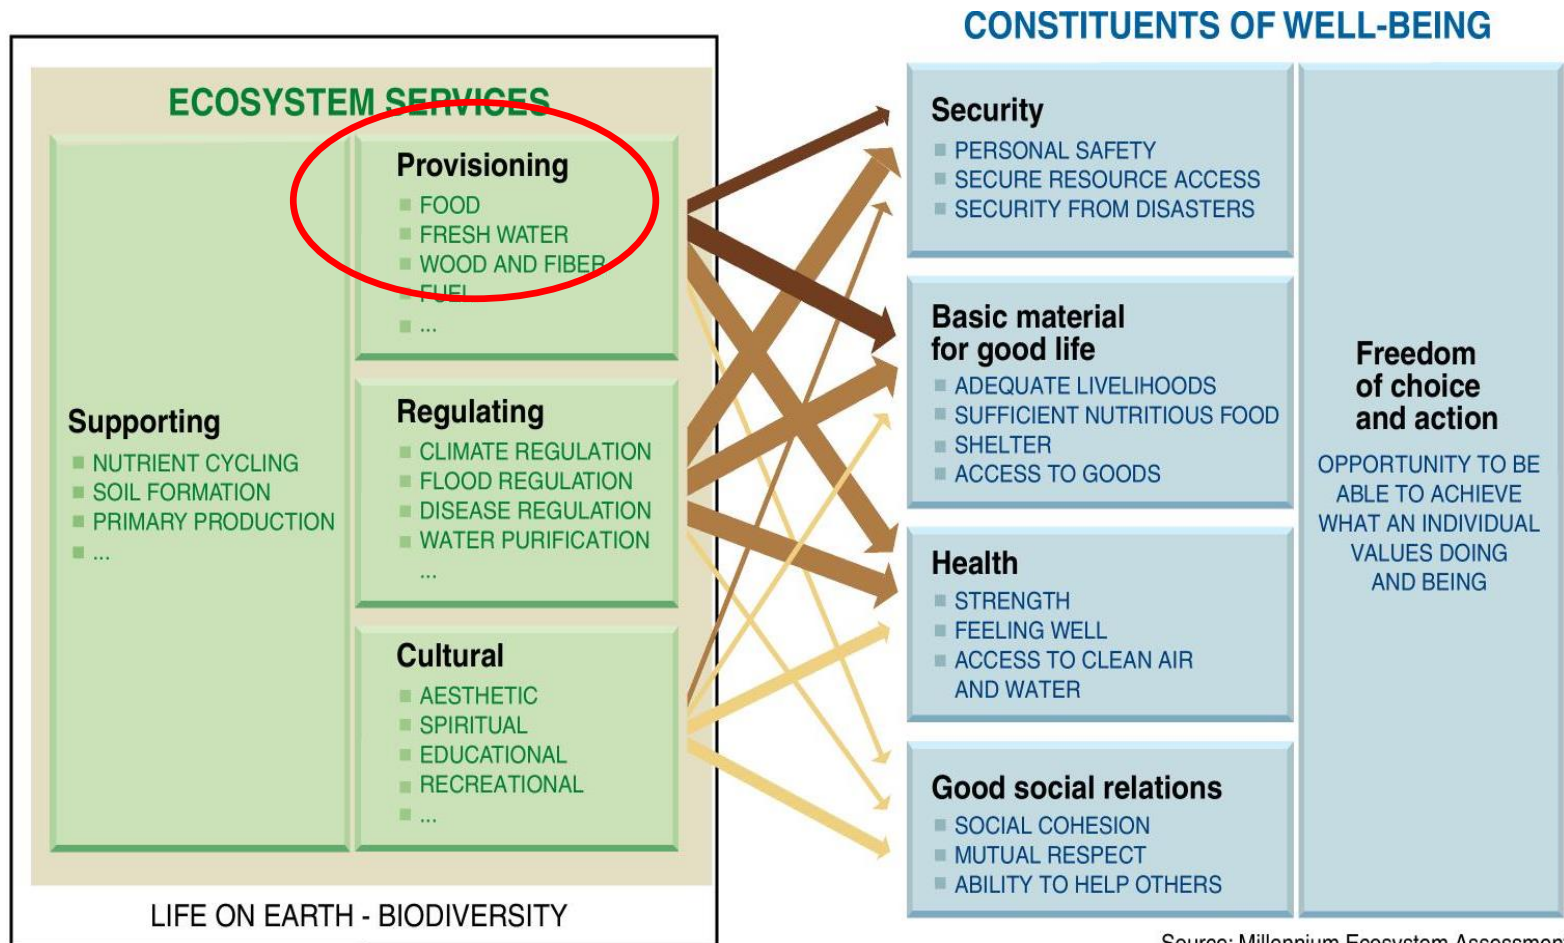 CONSTITUENTS OF WELL-BEING
ECOSYSTEM SERVICES
Provisioning
FOOD
FRESH WATER
WOOD AND FIBER
FUEL
...
Supporting
NUTRIENT CYCLING
SOIL FORMATION
PRIMARY PRODUCTION
...
Regulating
CLIMATE REGULATION
FLOOD REGULATION
DISEASE REGULATION
WATER PURIFICATION
...
Cultural
AESTHETIC
SPIRITUAL
EDUCATIONAL
RECREATIONAL
...
LIFE ON EARTH - BIODIVERSITY
Security
PERSONAL SAFETY
SECURE RESOURCE ACCESS
SECURITY FROM DISASTERS
Basic material
for good life
ADEQUATE LIVELIHOODS
SUFFICIENT NUTRITIOUS FOOD
SHELTER
ACCESS TO GOODS
Health
STRENGTH
FEELING WELL
ACCESS TO CLEAN AIR
AND WATER
Good social relations
SOCIAL COHESION
MUTUAL RESPECT
ABILITY TO HELP OTHERS
Freedom
of choice
and action
OPPORTUNITY TO BE
ABLE TO ACHIEVE
WHAT AN INDIVIDUAL
VALUES DOING
AND BEING
Source: Millennium Ecosystem Assessmen